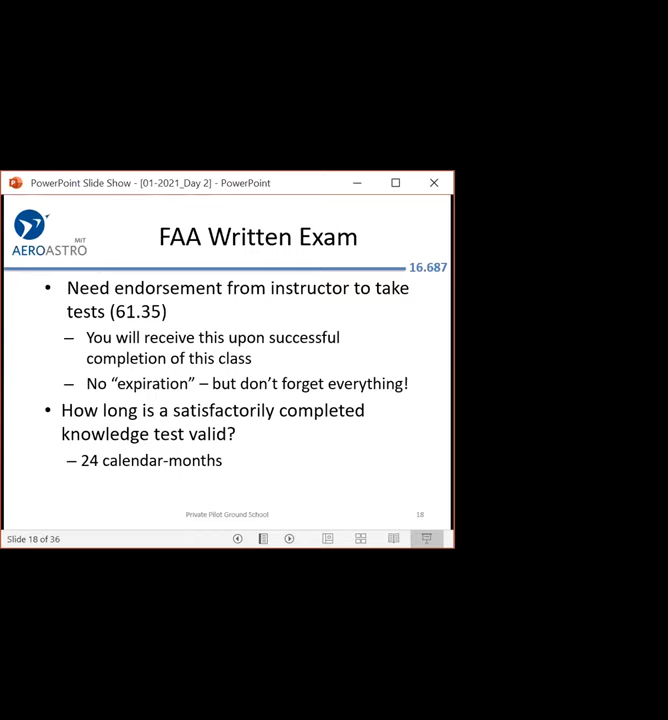 PowerPoint Slide Show - [01-2021_Day 2] - PowerPoint
MIT
AEROASTRO
FAA Written Exam
16.687
• Need endorsement from instructor to take
tests (61.35)
– You will receive this upon successful
completion of this class
– No “expiration” – but don’t forget everything!
• How long is a satisfactorily completed
knowledge test valid?
– 24 calendar-months
Private Pilot Ground School
18
Slide 18 of 36